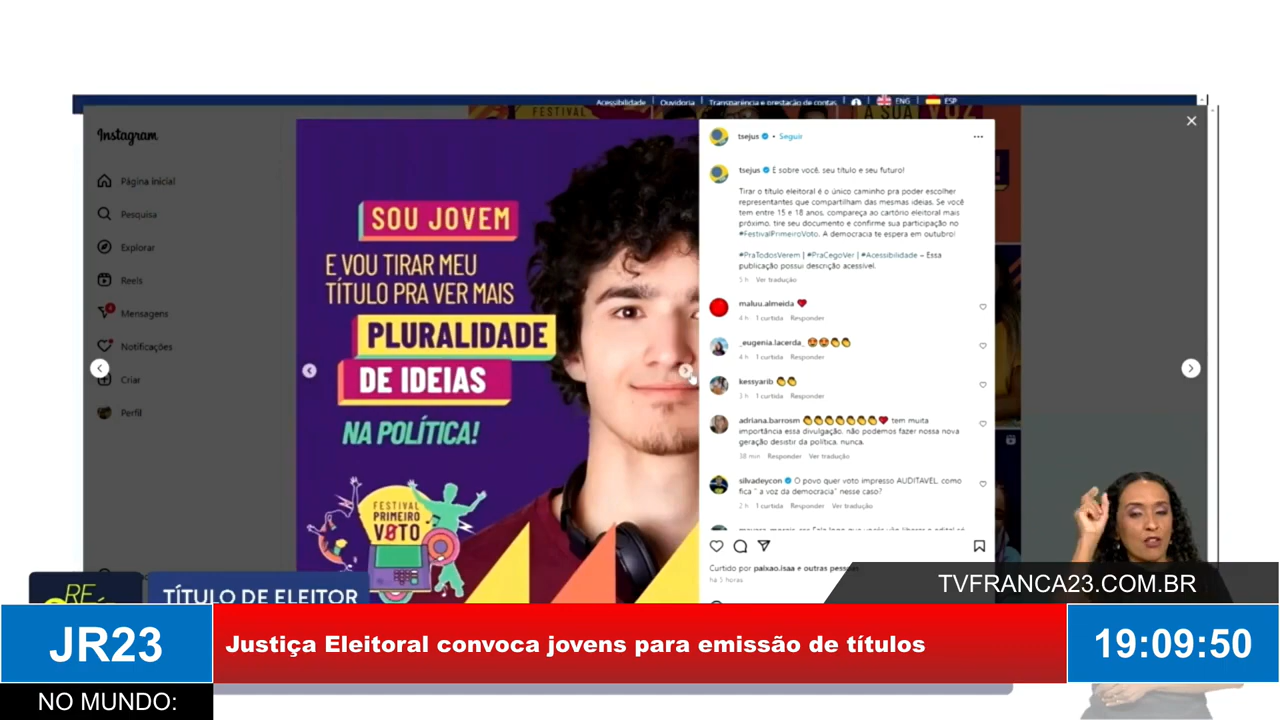 Acessibilidade | Ouvidoria | Transparência e prestação de contas | ENG ESP
FESTIVAL
A SUA VOZ
Instagram
Página inicial
Pesquisa
Explorar
Reels
Mensagens
Notificações
Criar
Perfil
SOU JOVEM
E VOU TIRAR MEU
TÍTULO PRA VER MAIS
PLURALIDADE
DE IDEIAS
NA POLÍTICA!
FESTIVAL
PRIMEIRO
VOTO
tsejus • Seguir
tsejus É sobre você, seu título e seu futuro!
Tirar o título eleitoral é o único caminho pra poder escolher
representantes que compartilham das mesmas ideias. Se você
tem entre 15 e 18 anos, compareça ao cartório eleitoral mais
próximo, tire seu documento e confirme sua participação no
#FestivalPrimeiroVoto. A democracia te espera em outubro!
#PraTodosVerem | #PraCegoVer | #Acessibilidade – Essa
publicação possui descrição acessível.
5 h Ver tradução
maluu.almeida ❤️
4 h 1 curtida Responder
_eugenia.lacerda_ 😍😍👏👏
4 h 1 curtida Responder
kessyarib 👏👏
3 h 1 curtida Responder
adriana.barrosm 👏👏👏👏👏👏👏❤️ tem muita
importância essa divulgação, não podemos fazer nossa nova
geração desistir da política, nunca.
38 min Responder Ver tradução
silvadeycon O povo quer voto impresso AUDITAVEL, como
fica " a voz da democracia" nesse caso?
2 h 1 curtida Responder Ver tradução
Curtido por paixao.isaa e outras pessoas
há 5 horas
RE
TÍTULO DE ELEITOR
TVFRANCA23.COM.BR
JR23
Justiça Eleitoral convoca jovens para emissão de títulos
19:09:50
NO MUNDO: